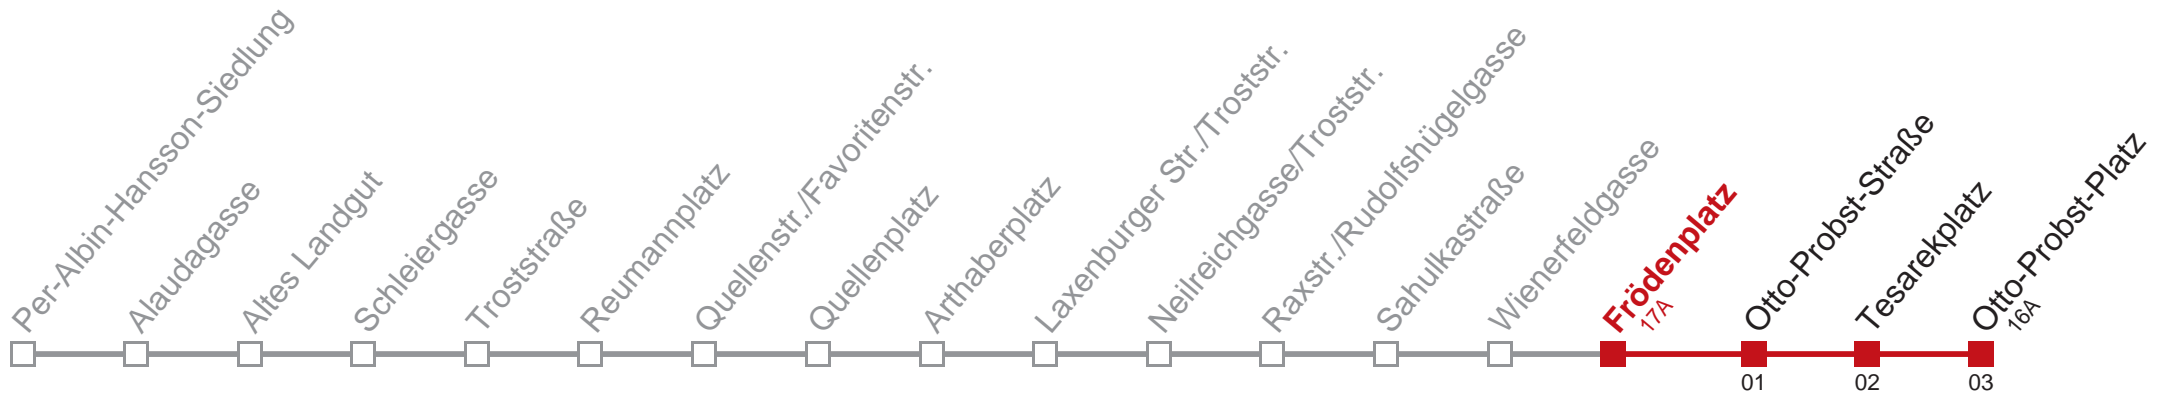 Per-Albin-Hansson-Siedlung
Alaudagasse
Altes Landgut
Schleiergasse
Troststraße
Reumannplatz
Quellenstr./Favoritenstr.
Quellenplatz
Arthaberplatz
Laxenburger Str./Troststr.
Neilreichgasse/Troststr.
Raxstr./Rudolfshügelgasse
Sahulkastraße
Wienerfeldgasse
Frödenplatz
17A
Otto-Probst-Straße
Tesarekplatz
Otto-Probst-Platz
16A
01
02
03